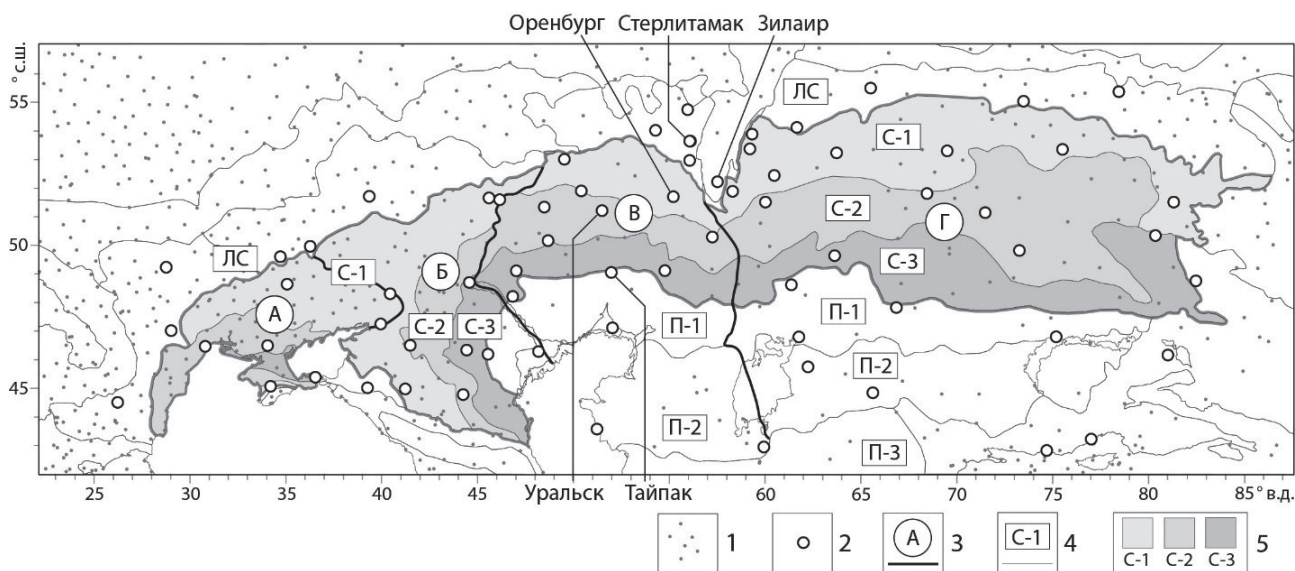 Оренбург Стерлитамак Зилаир
° с.ш.
55
50
45
ЛС
С-1
С-2
С-3
ЛС
С-1
С-2
С-3
А
Б
В
Г
П-1
П-1
П-2
П-2
П-3
25 30 35 40 45 Уральск Тайпак 60 65 70 75 80 85° в.д.
1 2 А 3 С-1 4 5
С-1 С-2 С-3